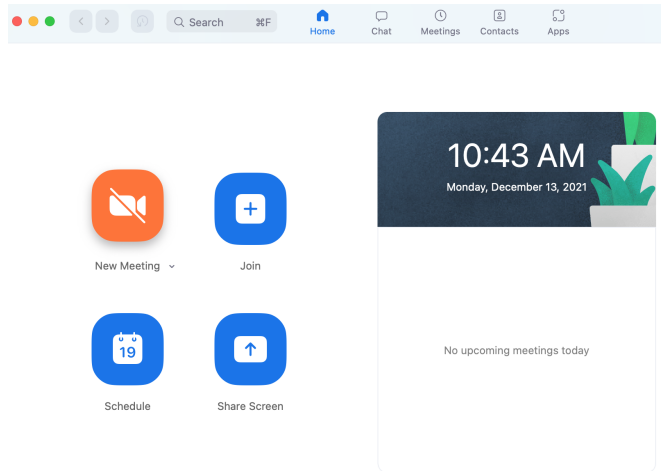 Search ⌘F
Home
Chat
Meetings
Contacts
Apps
10:43 AM
Monday, December 13, 2021
New Meeting
Join
19
Schedule
Share Screen
No upcoming meetings today